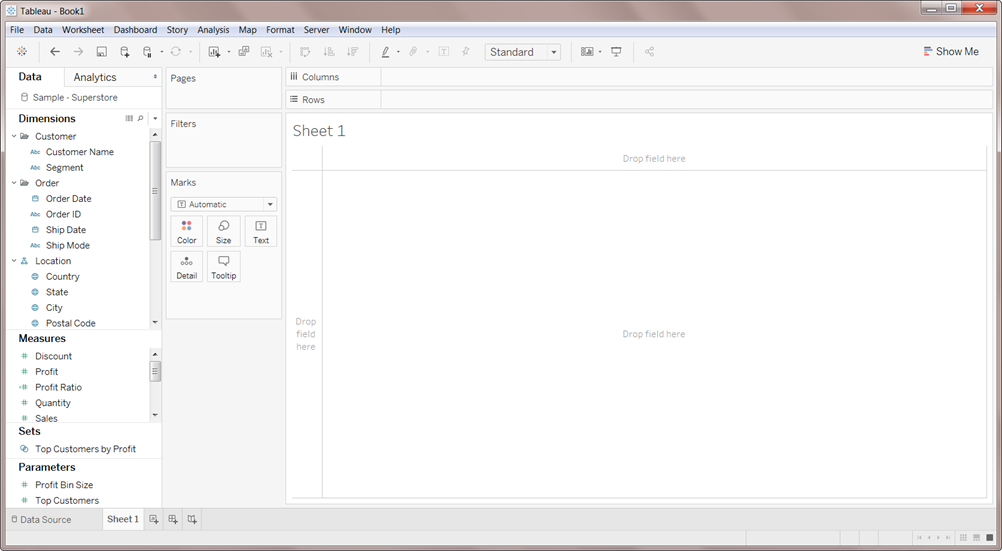 Tableau - Book1
File Data Worksheet Dashboard Story Analysis Map Format Server Window Help
Standard
Show Me
Data Analytics
Sample - Superstore
Dimensions
Customer
Abc Customer Name
Abc Segment
Order
Order Date
Abc Order ID
Ship Date
Abc Ship Mode
Location
Country
State
City
Postal Code
Measures
# Discount
# Profit
=# Profit Ratio
# Quantity
# Sales
Sets
Top Customers by Profit
Parameters
# Profit Bin Size
# Top Customers
Pages
Filters
Marks
T Automatic
Color Size Text
Detail Tooltip
Columns
Rows
Sheet 1
Drop field here
Drop
field
here
Drop field here
Data Source Sheet 1